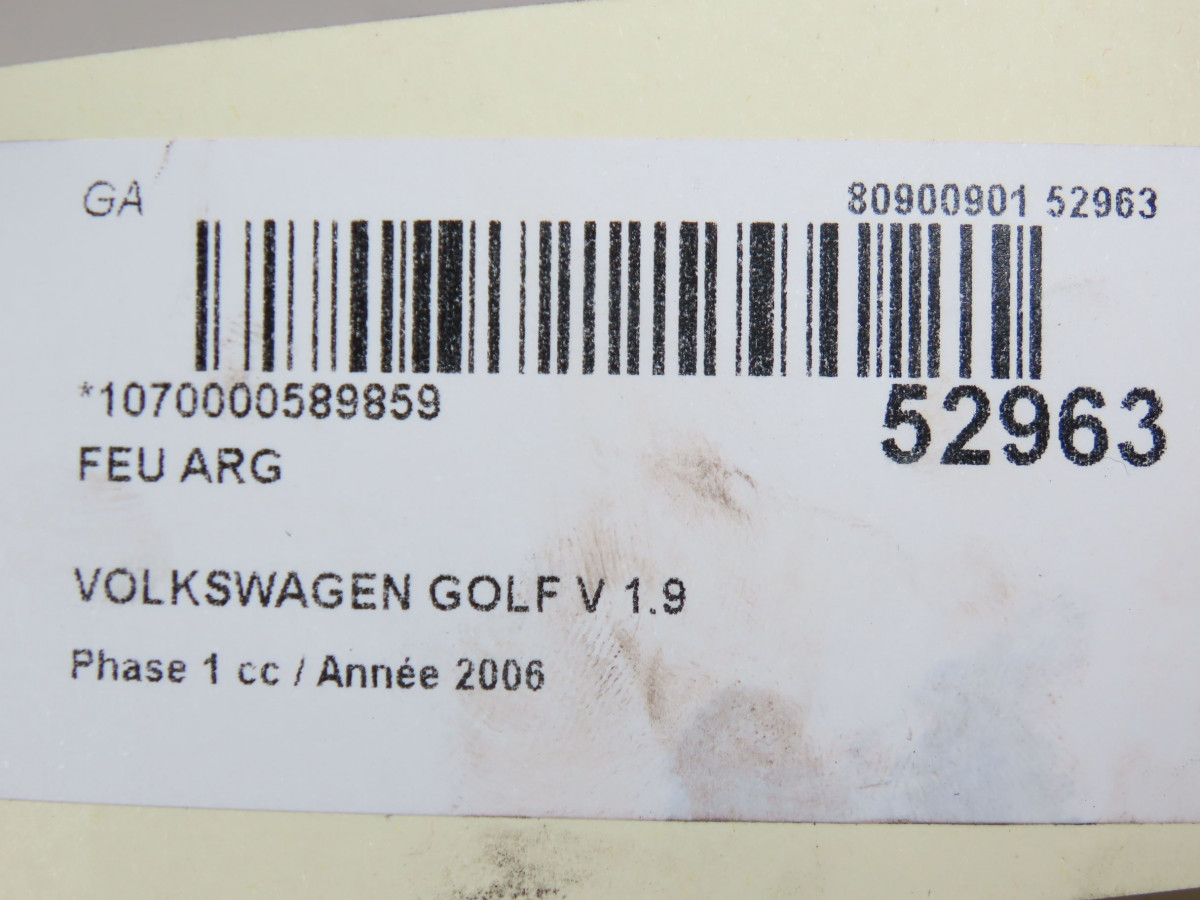 GA
80900901 52963
*1070000589859
52963
FEU ARG
VOLKSWAGEN GOLF V 1.9
Phase 1 cc / Année 2006